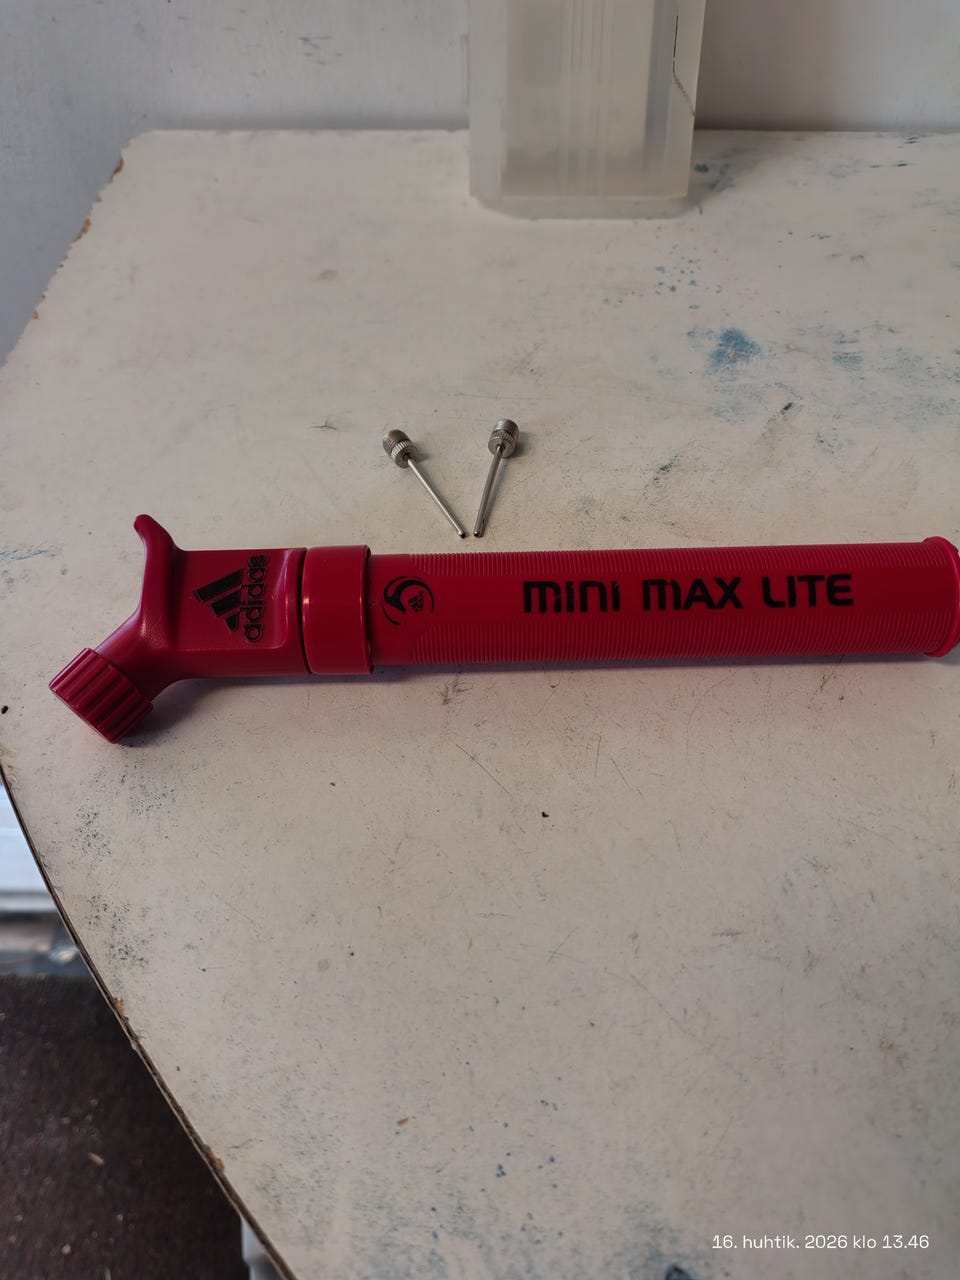 adidas
MINI MAX LITE
16. huhtik. 2026 klo 13.46